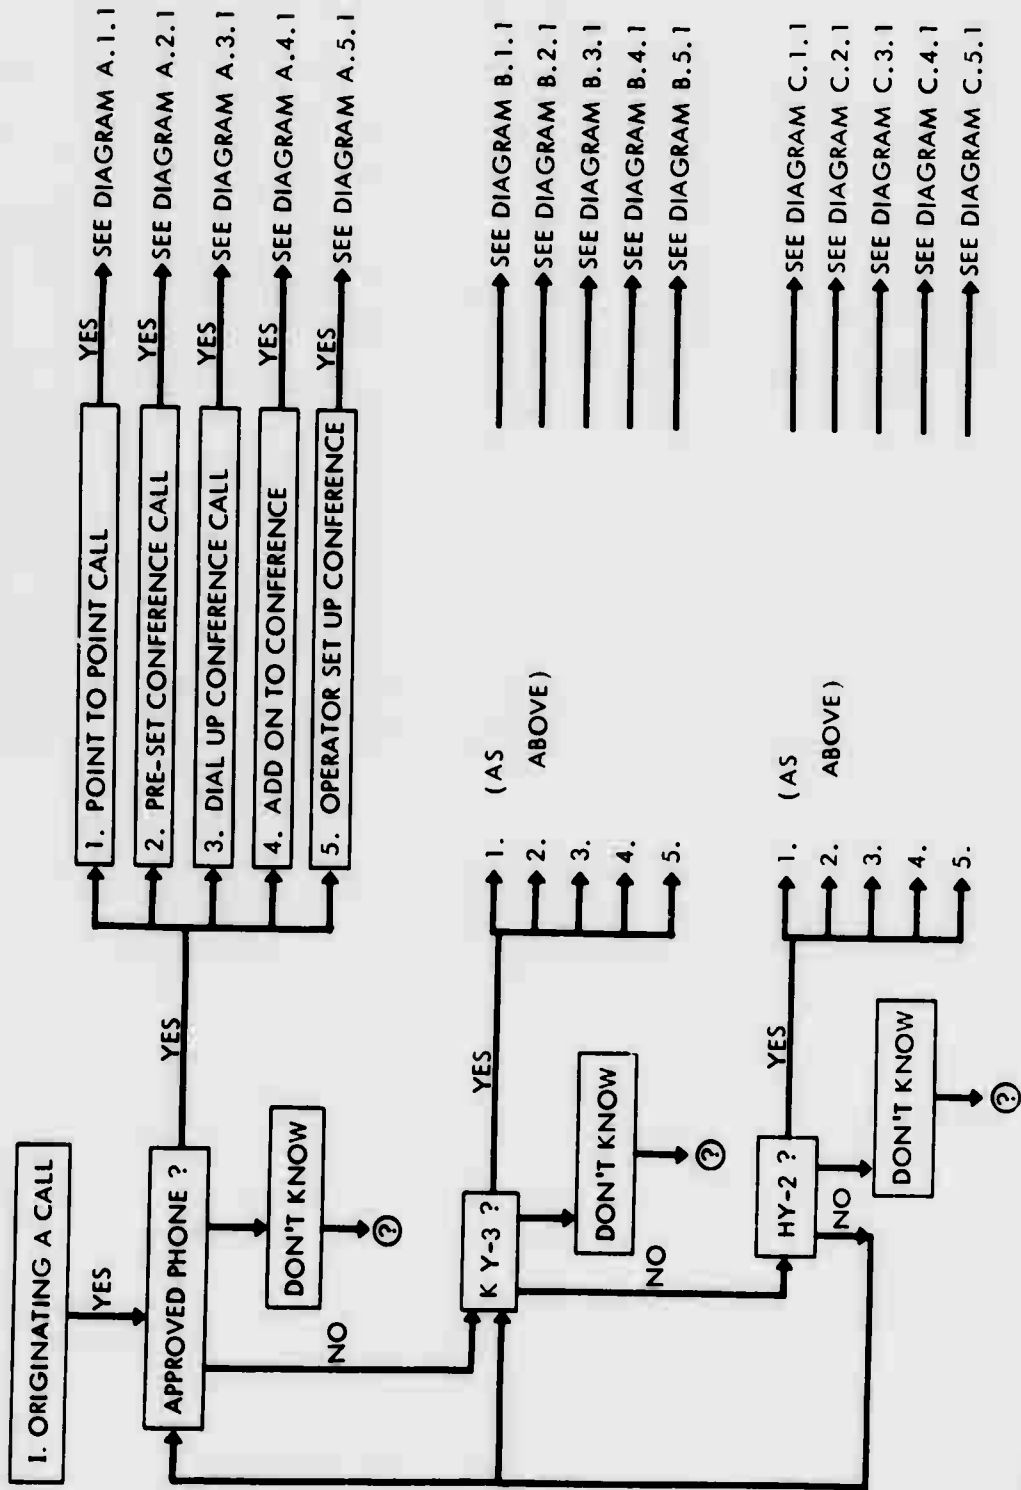 I. ORIGINATING A CALL
YES
APPROVED PHONE ?
YES
1. POINT TO POINT CALL
YES
SEE DIAGRAM A.1.1
2. PRE-SET CONFERENCE CALL
YES
SEE DIAGRAM A.2.1
3. DIAL UP CONFERENCE CALL
YES
SEE DIAGRAM A.3.1
4. ADD ON TO CONFERENCE
YES
SEE DIAGRAM A.4.1
5. OPERATOR SET UP CONFERENCE
YES
SEE DIAGRAM A.5.1
DON'T KNOW
?
NO
K Y-3 ?
YES
1. (AS
2. ABOVE)
3.
4.
5.
SEE DIAGRAM B.1.1
SEE DIAGRAM B.2.1
SEE DIAGRAM B.3.1
SEE DIAGRAM B.4.1
SEE DIAGRAM B.5.1
DON'T KNOW
?
NO
HY-2 ?
YES
1. (AS
2. ABOVE)
3.
4.
5.
SEE DIAGRAM C.1.1
SEE DIAGRAM C.2.1
SEE DIAGRAM C.3.1
SEE DIAGRAM C.4.1
SEE DIAGRAM C.5.1
NO
DON'T KNOW
?